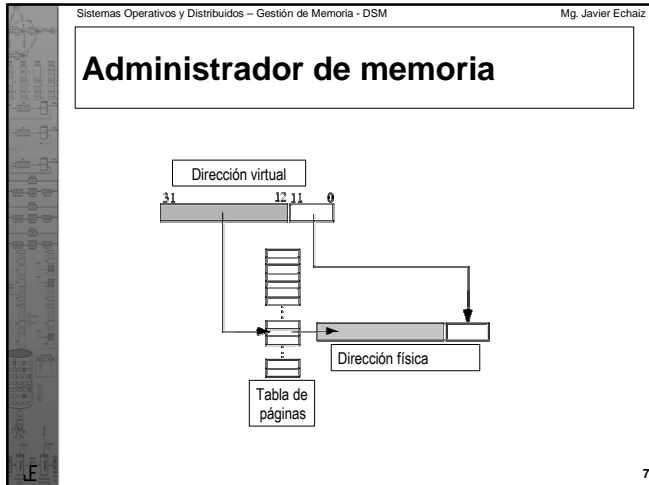 Sistemas Operativos y Distribuidos – Gestión de Memoria - DSM Mg. Javier Echaiz
Administrador de memoria
Dirección virtual
31 12 11 0
Dirección física
Tabla de
páginas
JE
7